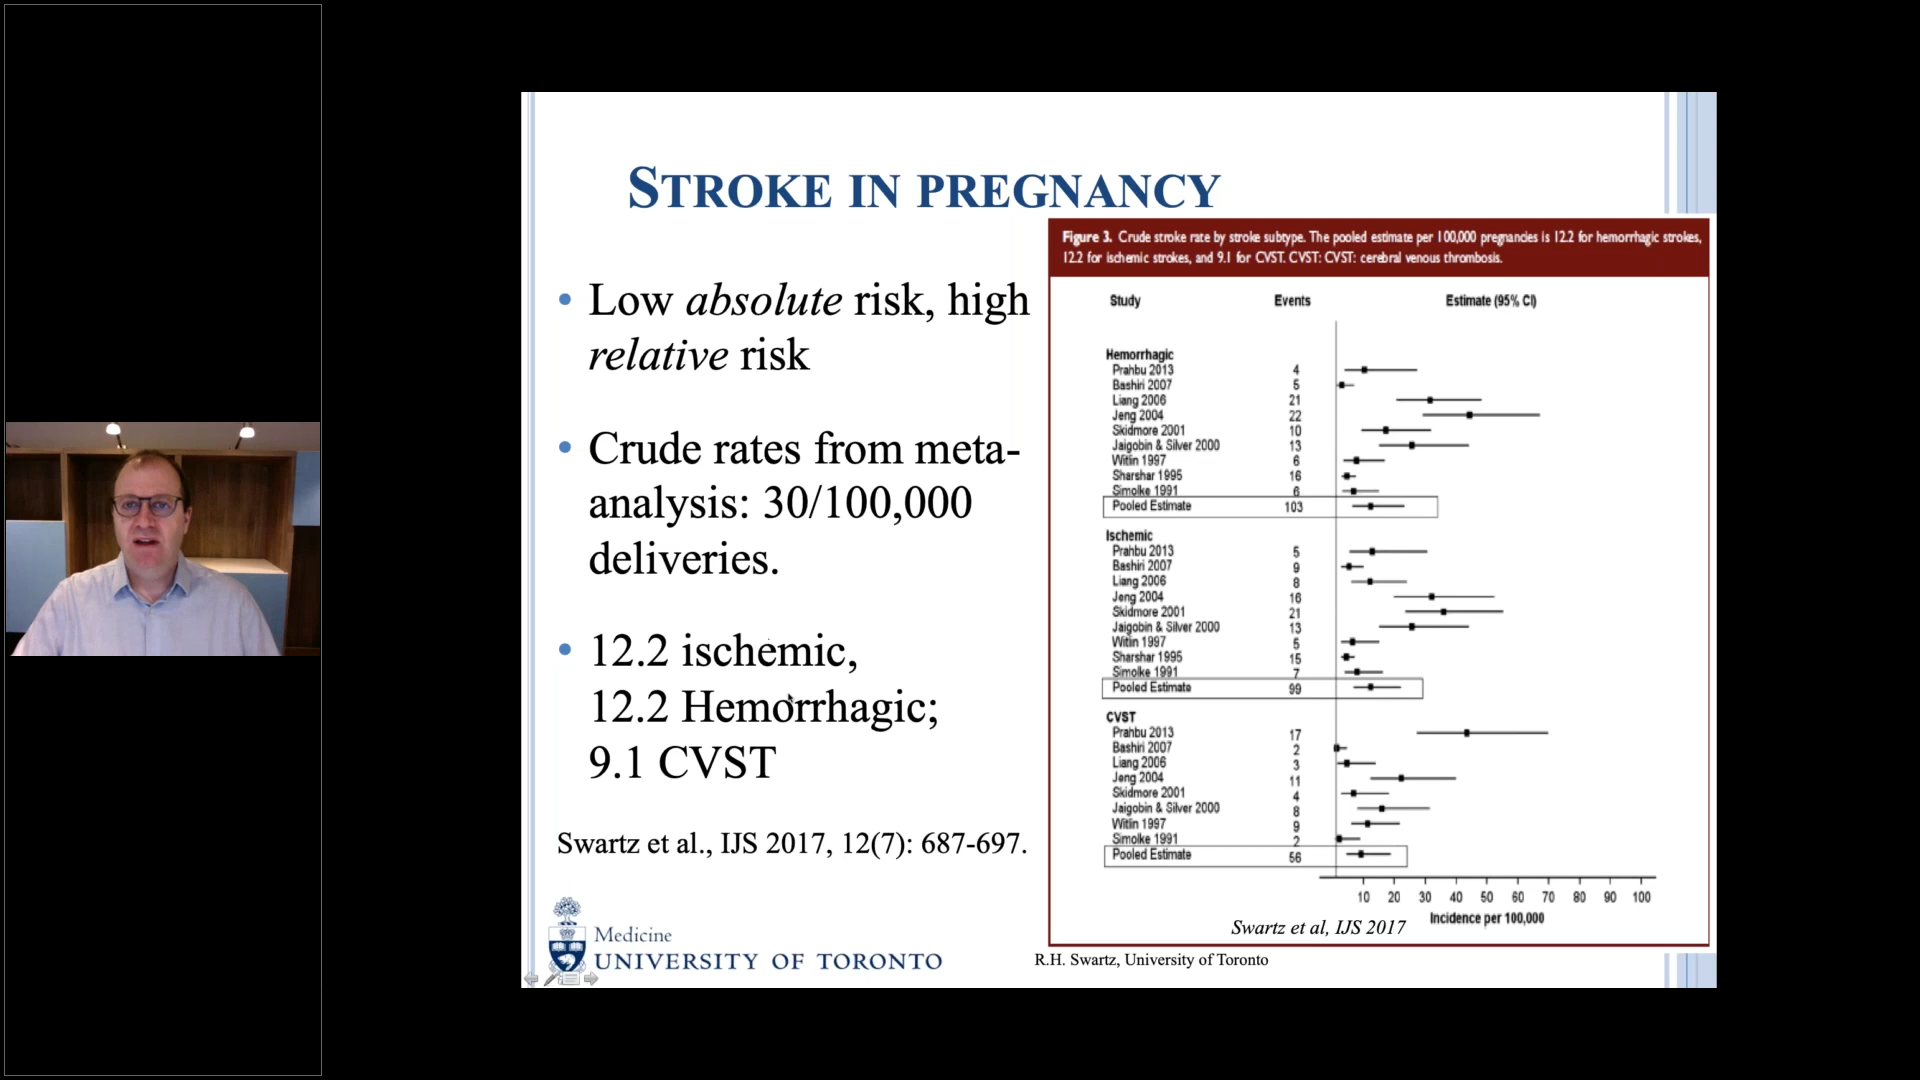 STROKE IN PREGNANCY
• Low absolute risk, high
relative risk
• Crude rates from meta-
analysis: 30/100,000
deliveries.
• 12.2 ischemic,
12.2 Hemorrhagic;
9.1 CVST
Swartz et al., IJS 2017, 12(7): 687-697.
Medicine
UNIVERSITY OF TORONTO
Figure 3. Crude stroke rate by stroke subtype. The pooled estimate per 100,000 pregnancies is 12.2 for hemorrhagic strokes,
12.2 for ischemic strokes, and 9.1 for CVST. CVST: CVST: cerebral venous thrombosis.
Study Events Estimate (95% CI)
Hemorrhagic
Prahbu 2013 4
Bashiri 2007 5
Liang 2006 21
Jeng 2004 22
Skidmore 2001 10
Jaigobin & Silver 2000 13
Witlin 1997 6
Sharshar 1995 16
Simolke 1991 6
Pooled Estimate 103
Ischemic
Prahbu 2013 5
Bashiri 2007 9
Liang 2006 8
Jeng 2004 16
Skidmore 2001 21
Jaigobin & Silver 2000 13
Witlin 1997 5
Sharshar 1995 15
Simolke 1991 7
Pooled Estimate 99
CVST
Prahbu 2013 17
Bashiri 2007 2
Liang 2006 3
Jeng 2004 11
Skidmore 2001 4
Jaigobin & Silver 2000 8
Witlin 1997 9
Simolke 1991 2
Pooled Estimate 56
10 20 30 40 50 60 70 80 90 100
Incidence per 100,000
Swartz et al, IJS 2017
R.H. Swartz, University of Toronto